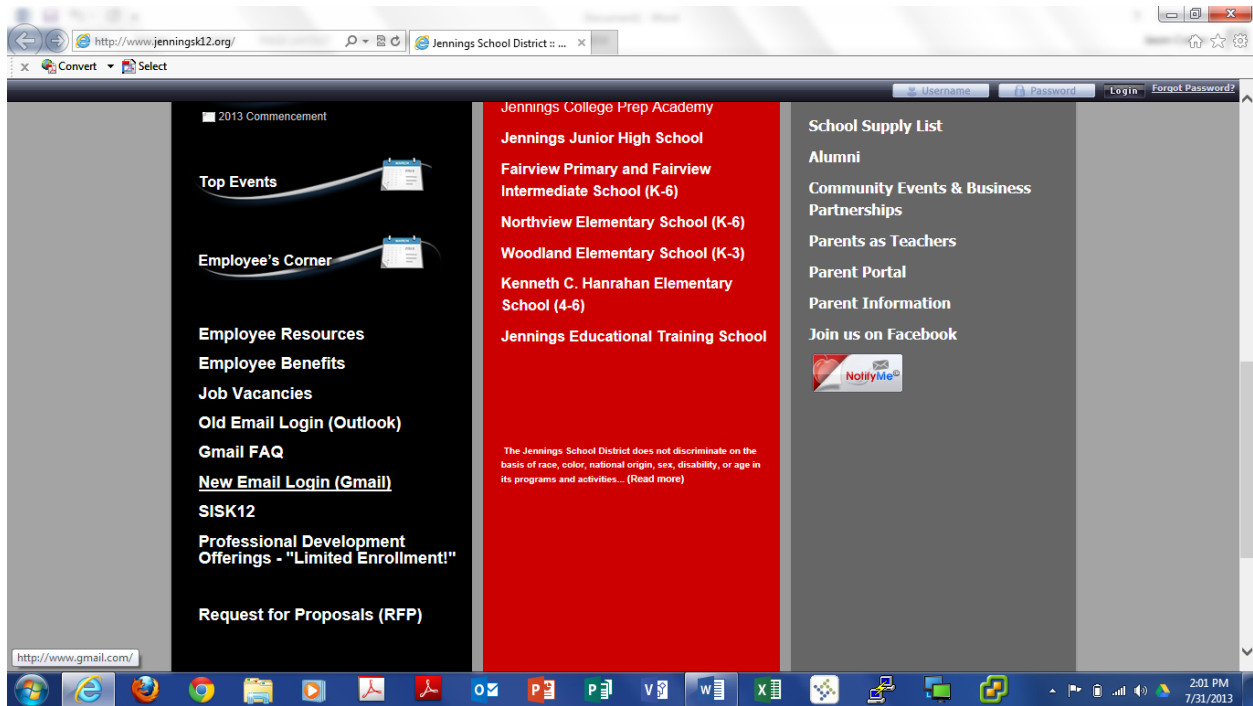 Document1 - Word
http://www.jenningsk12.org/
Jennings School District :: ...
x Convert Select
Username
Password
Login
Forgot Password?
2013 Commencement
Top Events
Employee's Corner
Employee Resources
Employee Benefits
Job Vacancies
Old Email Login (Outlook)
Gmail FAQ
New Email Login (Gmail)
SISK12
Professional Development
Offerings - "Limited Enrollment!"
Request for Proposals (RFP)
Jennings College Prep Academy
Jennings Junior High School
Fairview Primary and Fairview
Intermediate School (K-6)
Northview Elementary School (K-6)
Woodland Elementary School (K-3)
Kenneth C. Hanrahan Elementary
School (4-6)
Jennings Educational Training School
The Jennings School District does not discriminate on the
basis of race, color, national origin, sex, disability, or age in
its programs and activities... (Read more)
School Supply List
Alumni
Community Events & Business
Partnerships
Parents as Teachers
Parent Portal
Parent Information
Join us on Facebook
NotifyMe©
http://www.gmail.com/
2:01 PM
7/31/2013